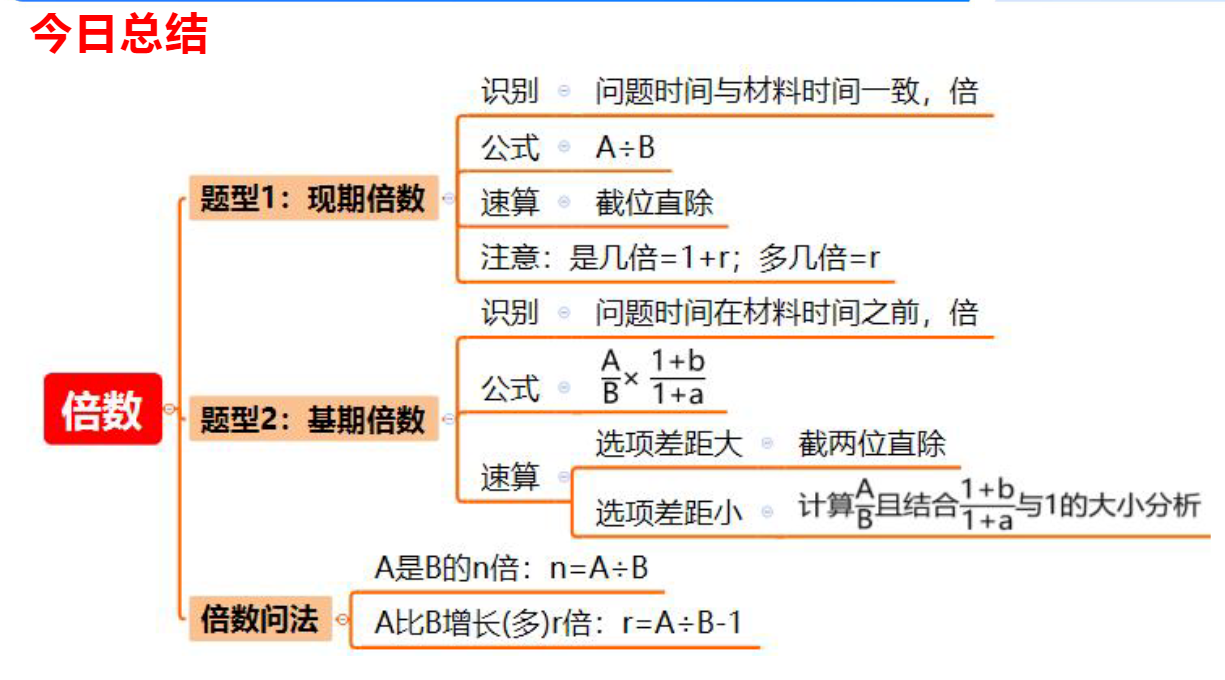 今日总结
倍数
题型1：现期倍数
识别 问题时间与材料时间一致，倍
公式 A÷B
速算 截位直除
注意：是几倍=1+r；多几倍=r
题型2：基期倍数
识别 问题时间在材料时间之前，倍
公式 A/B × (1+b)/(1+a)
速算
选项差距大 截两位直除
选项差距小 计算A/B且结合(1+b)/(1+a)与1的大小分析
倍数问法
A是B的n倍：n=A÷B
A比B增长(多)r倍：r=A÷B-1